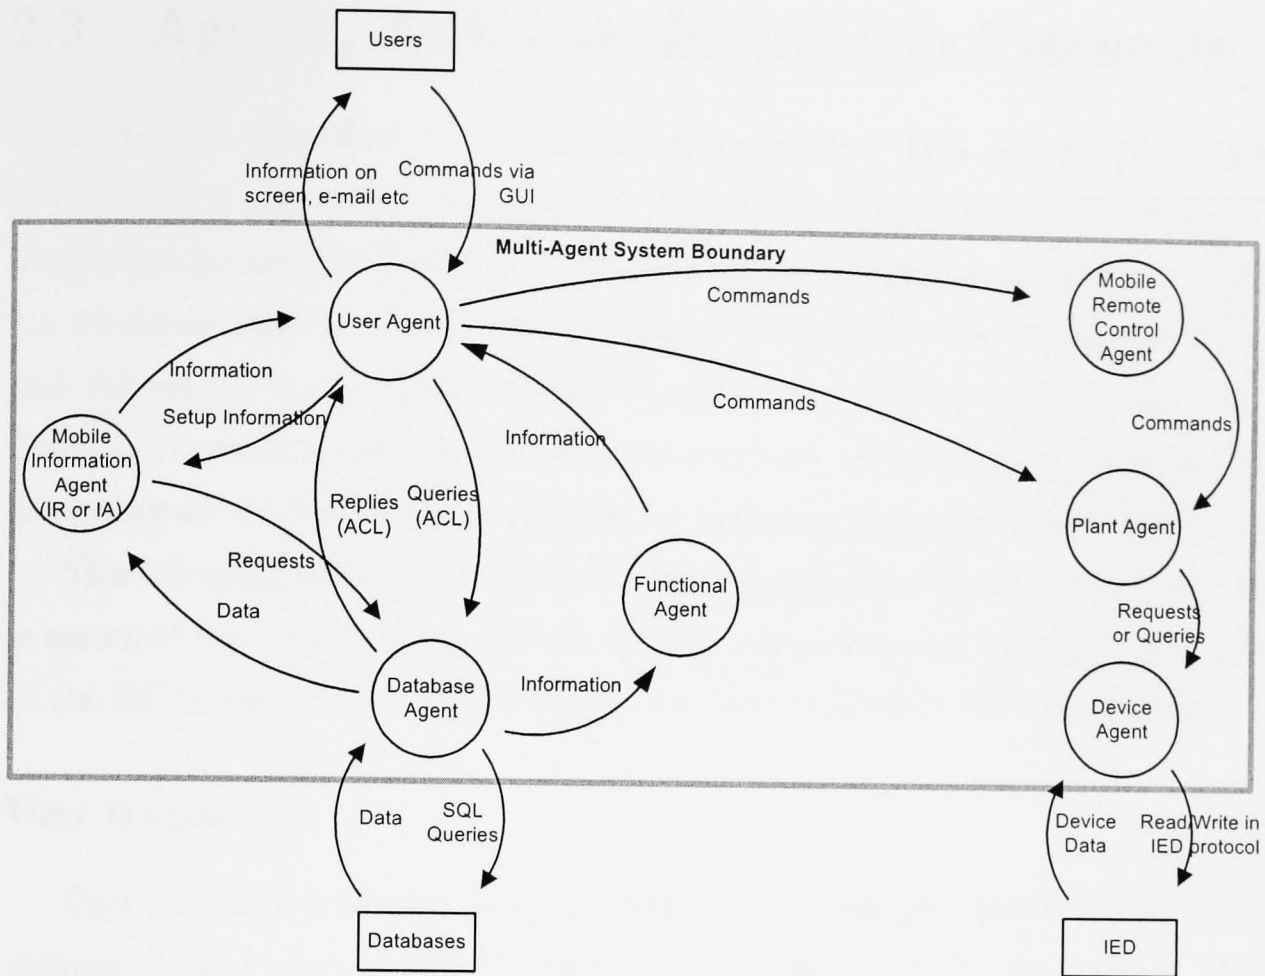 Users
Information on
screen, e-mail etc
Commands via
GUI
Multi-Agent System Boundary
User Agent
Commands
Mobile
Remote
Control
Agent
Information
Setup Information
Commands
Information
Commands
Mobile
Information
Agent
(IR or IA)
Replies
(ACL)
Queries
(ACL)
Plant Agent
Requests
Data
Functional
Agent
Requests
or Queries
Database
Agent
Information
Device
Agent
Data
SQL
Queries
Device
Data
Read/Write in
IED protocol
Databases
IED